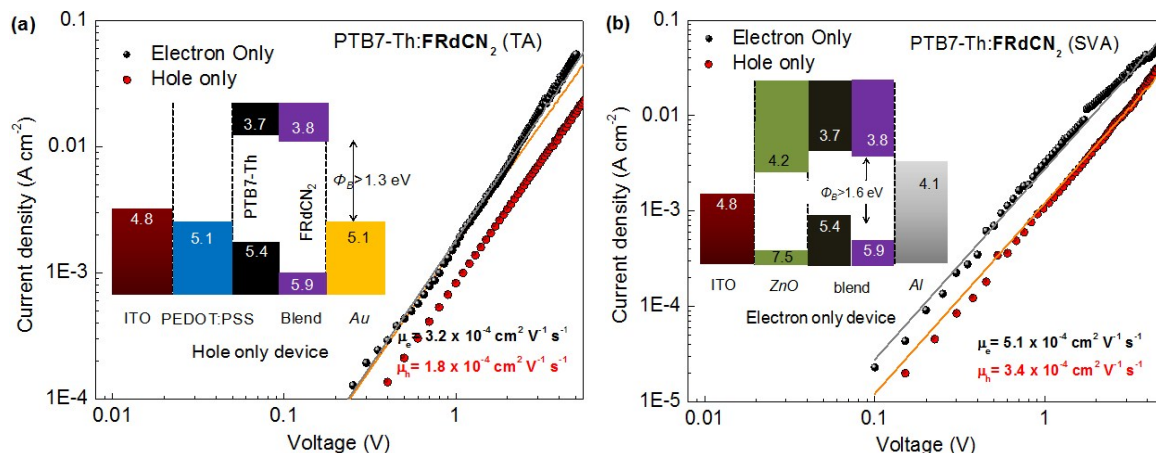 (a)
0.1
0.01
1E-3
1E-4
Current density (A cm⁻²)
Electron Only
Hole only
PTB7-Th:FRdCN₂ (TA)
3.7
3.8
PTB7-Th
FRdCN₂
Φ_B>1.3 eV
4.8
5.1
5.4
5.9
5.1
ITO PEDOT:PSS Blend Au
Hole only device
μ_e = 3.2 x 10⁻⁴ cm² V⁻¹ s⁻¹
μ_h = 1.8 x 10⁻⁴ cm² V⁻¹ s⁻¹
0.01 0.1 1
Voltage (V)
(b)
0.1
0.01
1E-3
1E-4
1E-5
Current density (A cm⁻²)
Electron Only
Hole only
PTB7-Th:FRdCN₂ (SVA)
3.7
3.8
4.2
4.1
Φ_B>1.6 eV
4.8
5.4
5.9
7.5
ITO ZnO blend Al
Electron only device
μ_e = 5.1 x 10⁻⁴ cm² V⁻¹ s⁻¹
μ_h = 3.4 x 10⁻⁴ cm² V⁻¹ s⁻¹
0.01 0.1 1
Voltage (V)